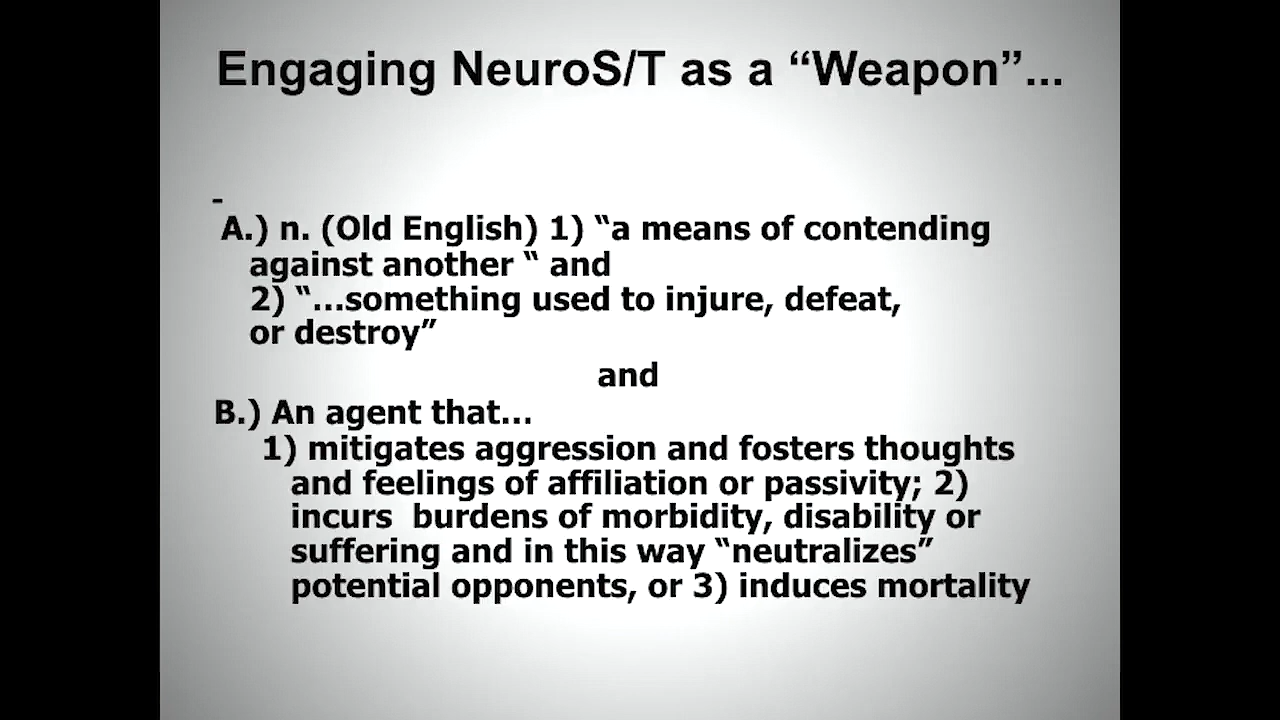 Engaging NeuroS/T as a “Weapon”...
-
A.) n. (Old English) 1) “a means of contending
against another “ and
2) “...something used to injure, defeat,
or destroy”
and
B.) An agent that...
1) mitigates aggression and fosters thoughts
and feelings of affiliation or passivity; 2)
incurs  burdens of morbidity, disability or
suffering and in this way “neutralizes”
potential opponents, or 3) induces mortality